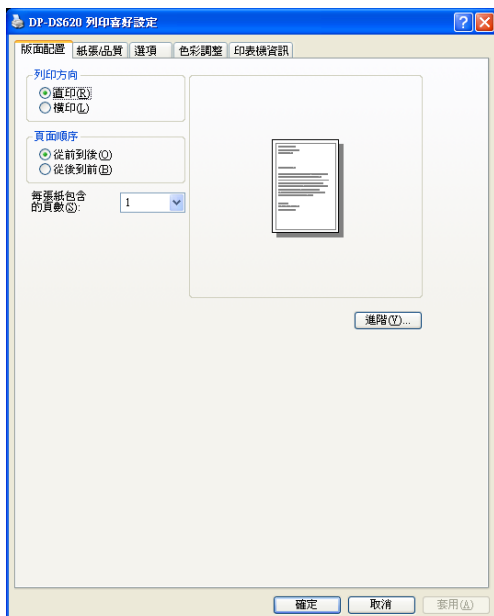 DP-DS620 列印喜好設定
版面配置 紙張/品質 選項 色彩調整 印表機資訊
列印方向
直印(R)
橫印(L)
頁面順序
從前到後(O)
從後到前(B)
每張紙包含
的頁數(S):
1
進階(V)...
確定 取消 套用(A)